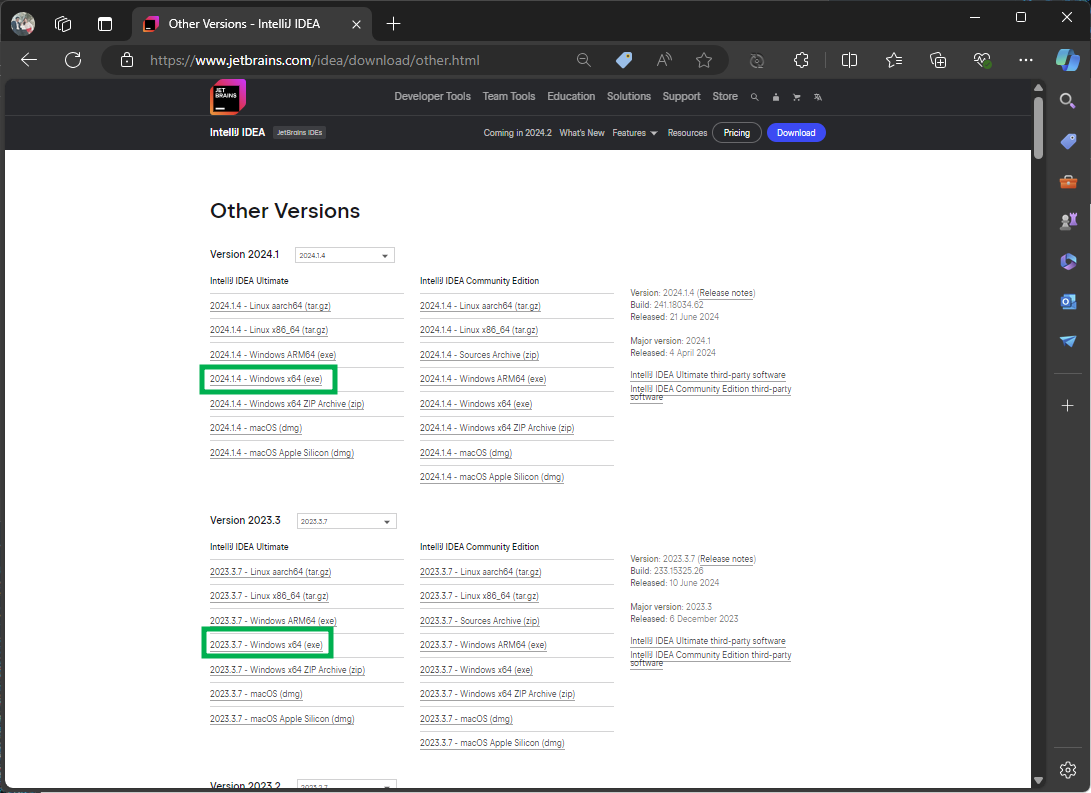 Other Versions - IntelliJ IDEA
https://www.jetbrains.com/idea/download/other.html
JET BRAINS
Developer Tools Team Tools Education Solutions Support Store
IntelliJ IDEA JetBrains IDEs Coming in 2024.2 What's New Features Resources Pricing Download
Other Versions
Version 2024.1 2024.1.4
IntelliJ IDEA Ultimate
2024.1.4 - Linux aarch64 (tar.gz)
2024.1.4 - Linux x86_64 (tar.gz)
2024.1.4 - Windows ARM64 (exe)
2024.1.4 - Windows x64 (exe)
2024.1.4 - Windows x64 ZIP Archive (zip)
2024.1.4 - macOS (dmg)
2024.1.4 - macOS Apple Silicon (dmg)
IntelliJ IDEA Community Edition
2024.1.4 - Linux aarch64 (tar.gz)
2024.1.4 - Linux x86_64 (tar.gz)
2024.1.4 - Sources Archive (zip)
2024.1.4 - Windows ARM64 (exe)
2024.1.4 - Windows x64 (exe)
2024.1.4 - Windows x64 ZIP Archive (zip)
2024.1.4 - macOS (dmg)
2024.1.4 - macOS Apple Silicon (dmg)
Version: 2024.1.4 (Release notes)
Build: 241.18034.62
Released: 21 June 2024
Major version: 2024.1
Released: 4 April 2024
IntelliJ IDEA Ultimate third-party software
IntelliJ IDEA Community Edition third-party
software
Version 2023.3 2023.3.7
IntelliJ IDEA Ultimate
2023.3.7 - Linux aarch64 (tar.gz)
2023.3.7 - Linux x86_64 (tar.gz)
2023.3.7 - Windows ARM64 (exe)
2023.3.7 - Windows x64 (exe)
2023.3.7 - Windows x64 ZIP Archive (zip)
2023.3.7 - macOS (dmg)
2023.3.7 - macOS Apple Silicon (dmg)
IntelliJ IDEA Community Edition
2023.3.7 - Linux aarch64 (tar.gz)
2023.3.7 - Linux x86_64 (tar.gz)
2023.3.7 - Sources Archive (zip)
2023.3.7 - Windows ARM64 (exe)
2023.3.7 - Windows x64 (exe)
2023.3.7 - Windows x64 ZIP Archive (zip)
2023.3.7 - macOS (dmg)
2023.3.7 - macOS Apple Silicon (dmg)
Version: 2023.3.7 (Release notes)
Build: 233.15325.26
Released: 10 June 2024
Major version: 2023.3
Released: 6 December 2023
IntelliJ IDEA Ultimate third-party software
IntelliJ IDEA Community Edition third-party
software
Version 2023.2